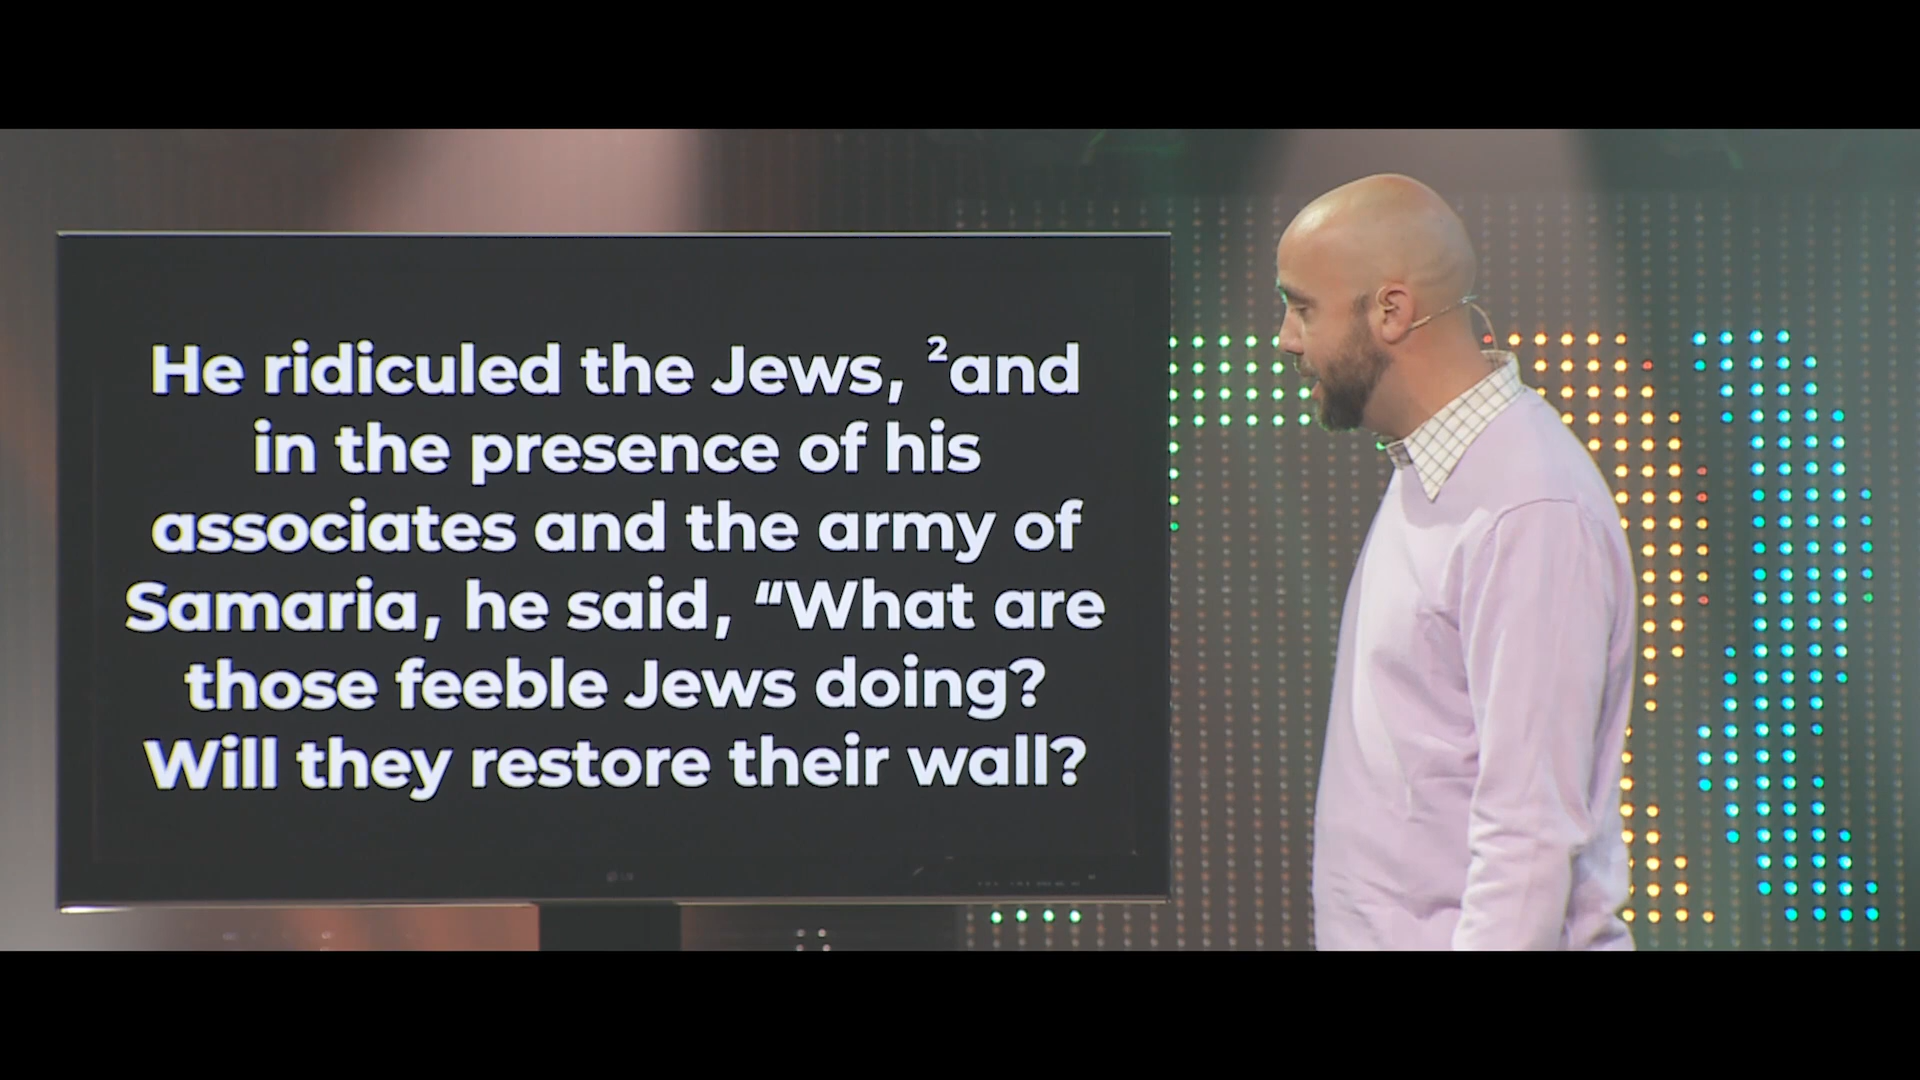 He ridiculed the Jews, ²and
in the presence of his
associates and the army of
Samaria, he said, “What are
those feeble Jews doing?
Will they restore their wall?
LG